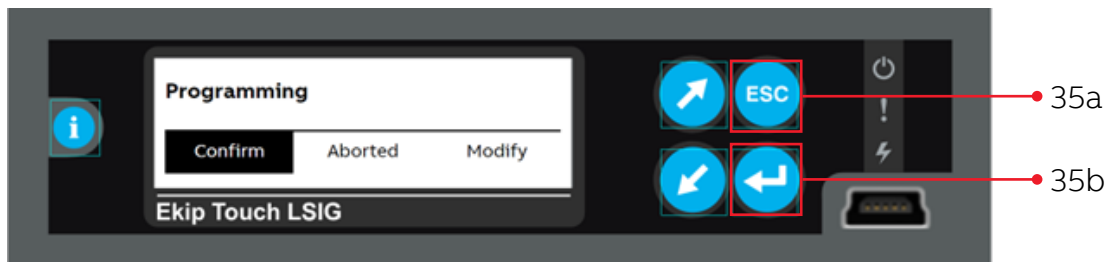 Programming
Confirm Aborted Modify
Ekip Touch LSIG
i
ESC
!
35a
35b